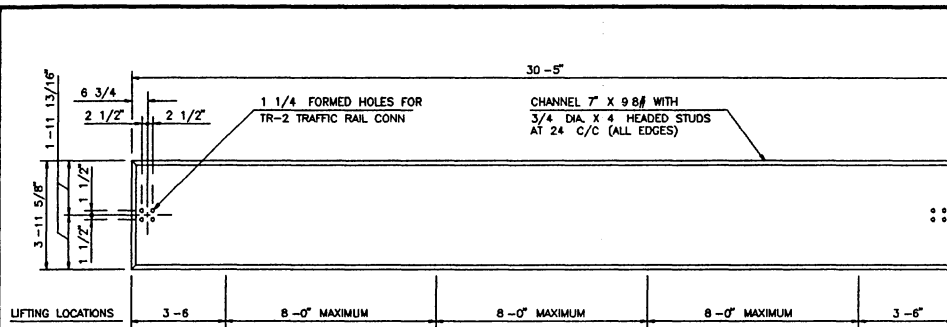 30-5"
1-11 13/16"
6 3/4
2 1/2" 2 1/2"
1 1/4 FORMED HOLES FOR
TR-2 TRAFFIC RAIL CONN
CHANNEL 7" X 9 8# WITH
3/4 DIA. X 4 HEADED STUDS
AT 24 C/C (ALL EDGES)
3-11 5/8"
1 1/2"
1 1/2"
LIFTING LOCATIONS 3-6 8-0" MAXIMUM 8-0" MAXIMUM 8-0" MAXIMUM 3-6"